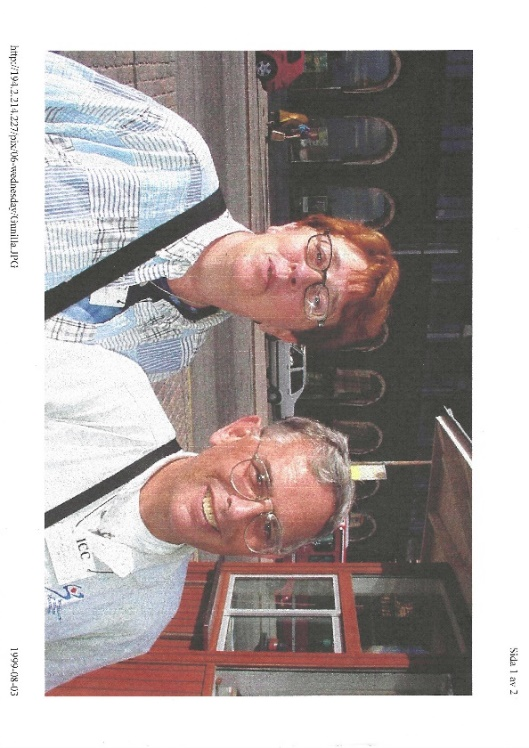 Sida 1 av 2
ICC
http://194.2.214.227/pix/06-wednesday/Gunilla.JPG
1999-08-03